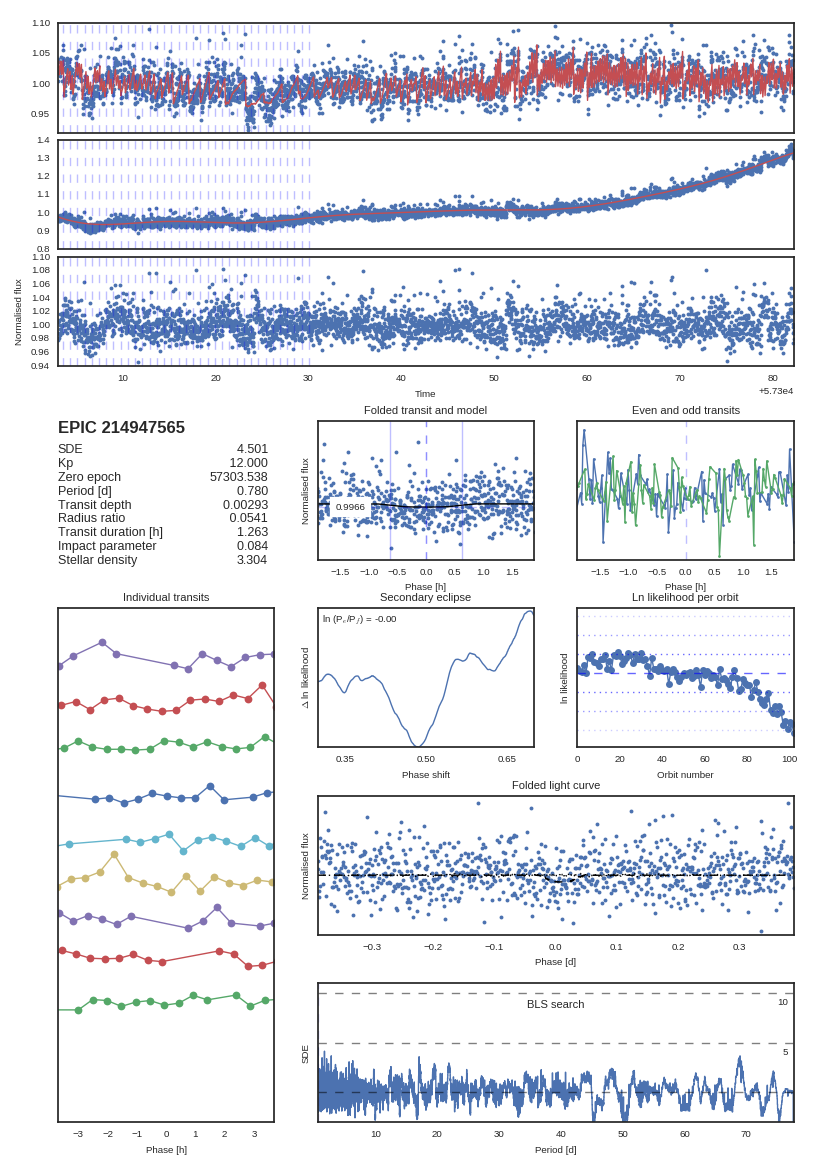 1.10
1.05
1.00
0.95
1.4
1.3
1.2
1.1
1.0
0.9
0.8
1.10
1.08
1.06
1.04
1.02
1.00
0.98
0.96
0.94
Normalised flux
10 20 30 40 50 60 70 80
Time
+5.73e4
EPIC 214947565
SDE 4.501
Kp 12.000
Zero epoch 57303.538
Period [d] 0.780
Transit depth 0.00293
Radius ratio 0.0541
Transit duration [h] 1.263
Impact parameter 0.084
Stellar density 3.304
Folded transit and model
Normalised flux
0.9966
−1.5 −1.0 −0.5 0.0 0.5 1.0 1.5
Phase [h]
Even and odd transits
−1.5 −1.0 −0.5 0.0 0.5 1.0 1.5
Phase [h]
Individual transits
−3 −2 −1 0 1 2 3
Phase [h]
Secondary eclipse
ln (Pₑ/P𝑓) = -0.00
Δ ln likelihood
0.35 0.50 0.65
Phase shift
Ln likelihood per orbit
ln likelihood
0 20 40 60 80 100
Orbit number
Folded light curve
Normalised flux
−0.3 −0.2 −0.1 0.0 0.1 0.2 0.3
Phase [d]
BLS search
10
5
SDE
10 20 30 40 50 60 70
Period [d]